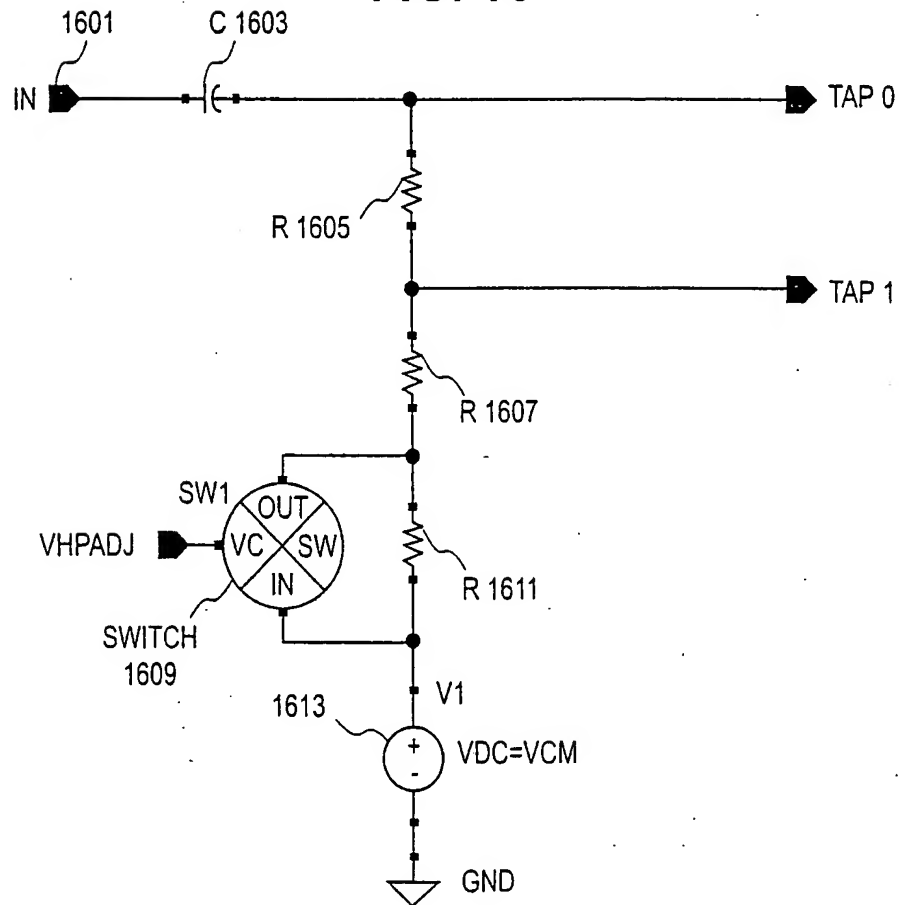 1601
C 1603
IN
TAP 0
R 1605
TAP 1
R 1607
SW1
OUT
VHPADJ
VC
SW
IN
R 1611
SWITCH
1609
V1
1613
+
VDC=VCM
-
GND